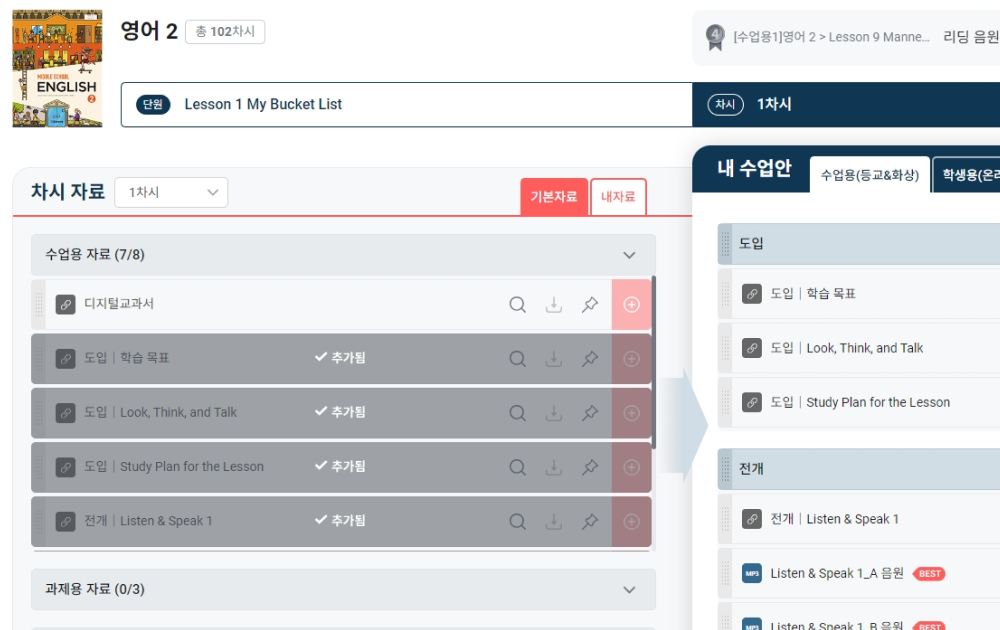 MIDDLE SCHOOL
ENGLISH
2
영어 2
총 102차시
4
[수업용1]영어 2 > Lesson 9 Manne...
리딩 음원
단원
Lesson 1 My Bucket List
차시
1차시
차시 자료
1차시
기본자료
내자료
수업용 자료 (7/8)
디지털교과서
도입 | 학습 목표
추가됨
도입 | Look, Think, and Talk
추가됨
도입 | Study Plan for the Lesson
추가됨
전개 | Listen & Speak 1
추가됨
과제용 자료 (0/3)
내 수업안
수업용(등교&화상)
학생용(온라
도입
도입 | 학습 목표
도입 | Look, Think, and Talk
도입 | Study Plan for the Lesson
전개
전개 | Listen & Speak 1
MP3
Listen & Speak 1_A 음원
BEST
MP3
Listen & Speak 1_B 음원
BEST